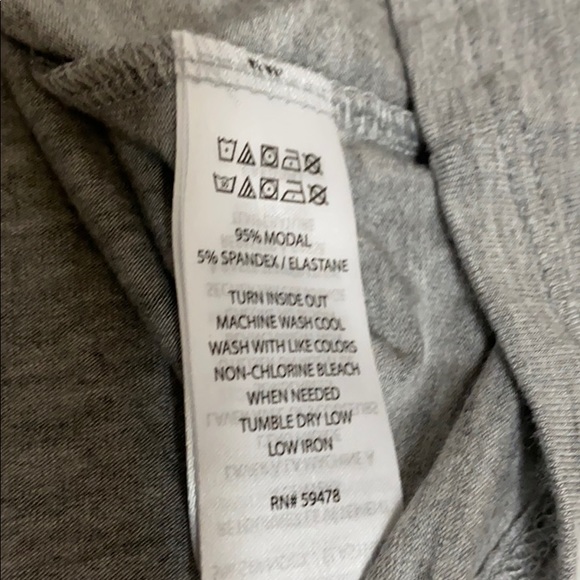 95% MODAL
5% SPANDEX / ELASTANE
TURN INSIDE OUT
MACHINE WASH COOL
WASH WITH LIKE COLORS
NON-CHLORINE BLEACH
WHEN NEEDED
TUMBLE DRY LOW
LOW IRON
RN# 59478